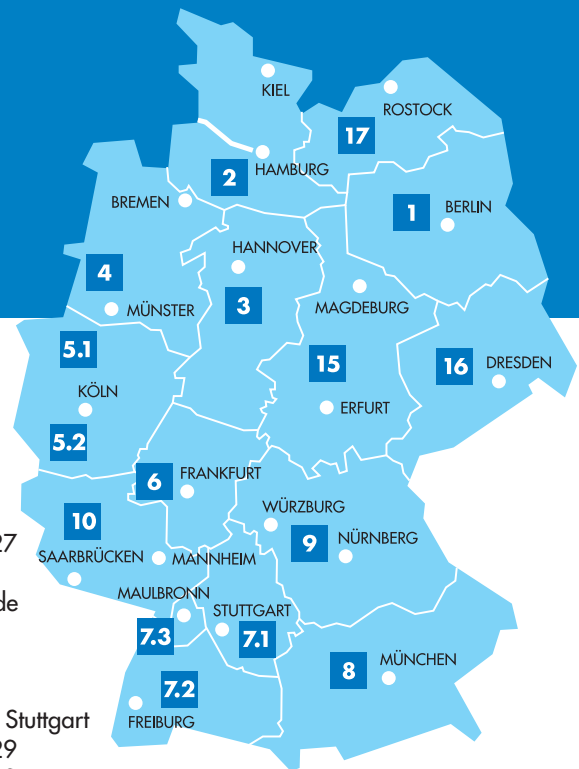 KIEL
ROSTOCK
17
HAMBURG
2
BREMEN
1
BERLIN
HANNOVER
4
3
MAGDEBURG
MÜNSTER
5.1
15
16
DRESDEN
KÖLN
ERFURT
5.2
6
FRANKFURT
WÜRZBURG
10
9
NÜRNBERG
27
SAARBRÜCKEN
MANNHEIM
de
MAULBRONN
STUTTGART
7.3
7.1
8
MÜNCHEN
7.2
Stuttgart
FREIBURG
29